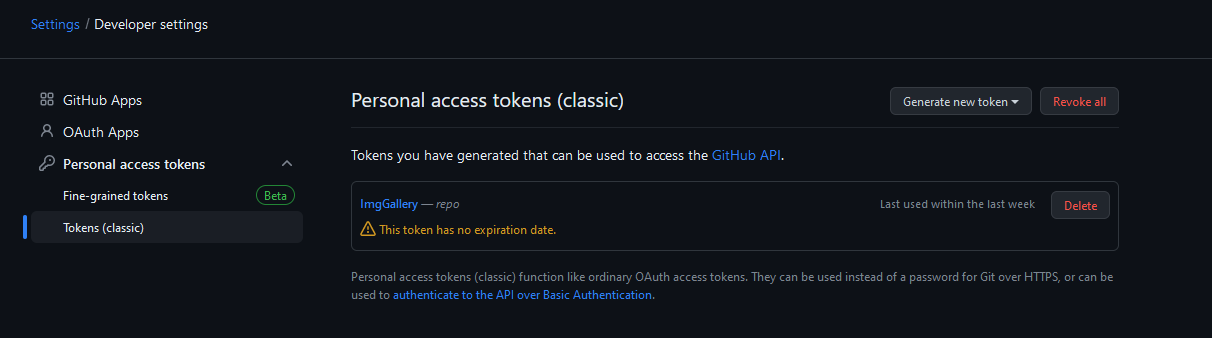 Settings / Developer settings
GitHub Apps
OAuth Apps
Personal access tokens
Fine-grained tokens Beta
Tokens (classic)
Personal access tokens (classic) Generate new token Revoke all
Tokens you have generated that can be used to access the GitHub API.
ImgGallery — repo Last used within the last week Delete
This token has no expiration date.
Personal access tokens (classic) function like ordinary OAuth access tokens. They can be used instead of a password for Git over HTTPS, or can be
used to authenticate to the API over Basic Authentication.